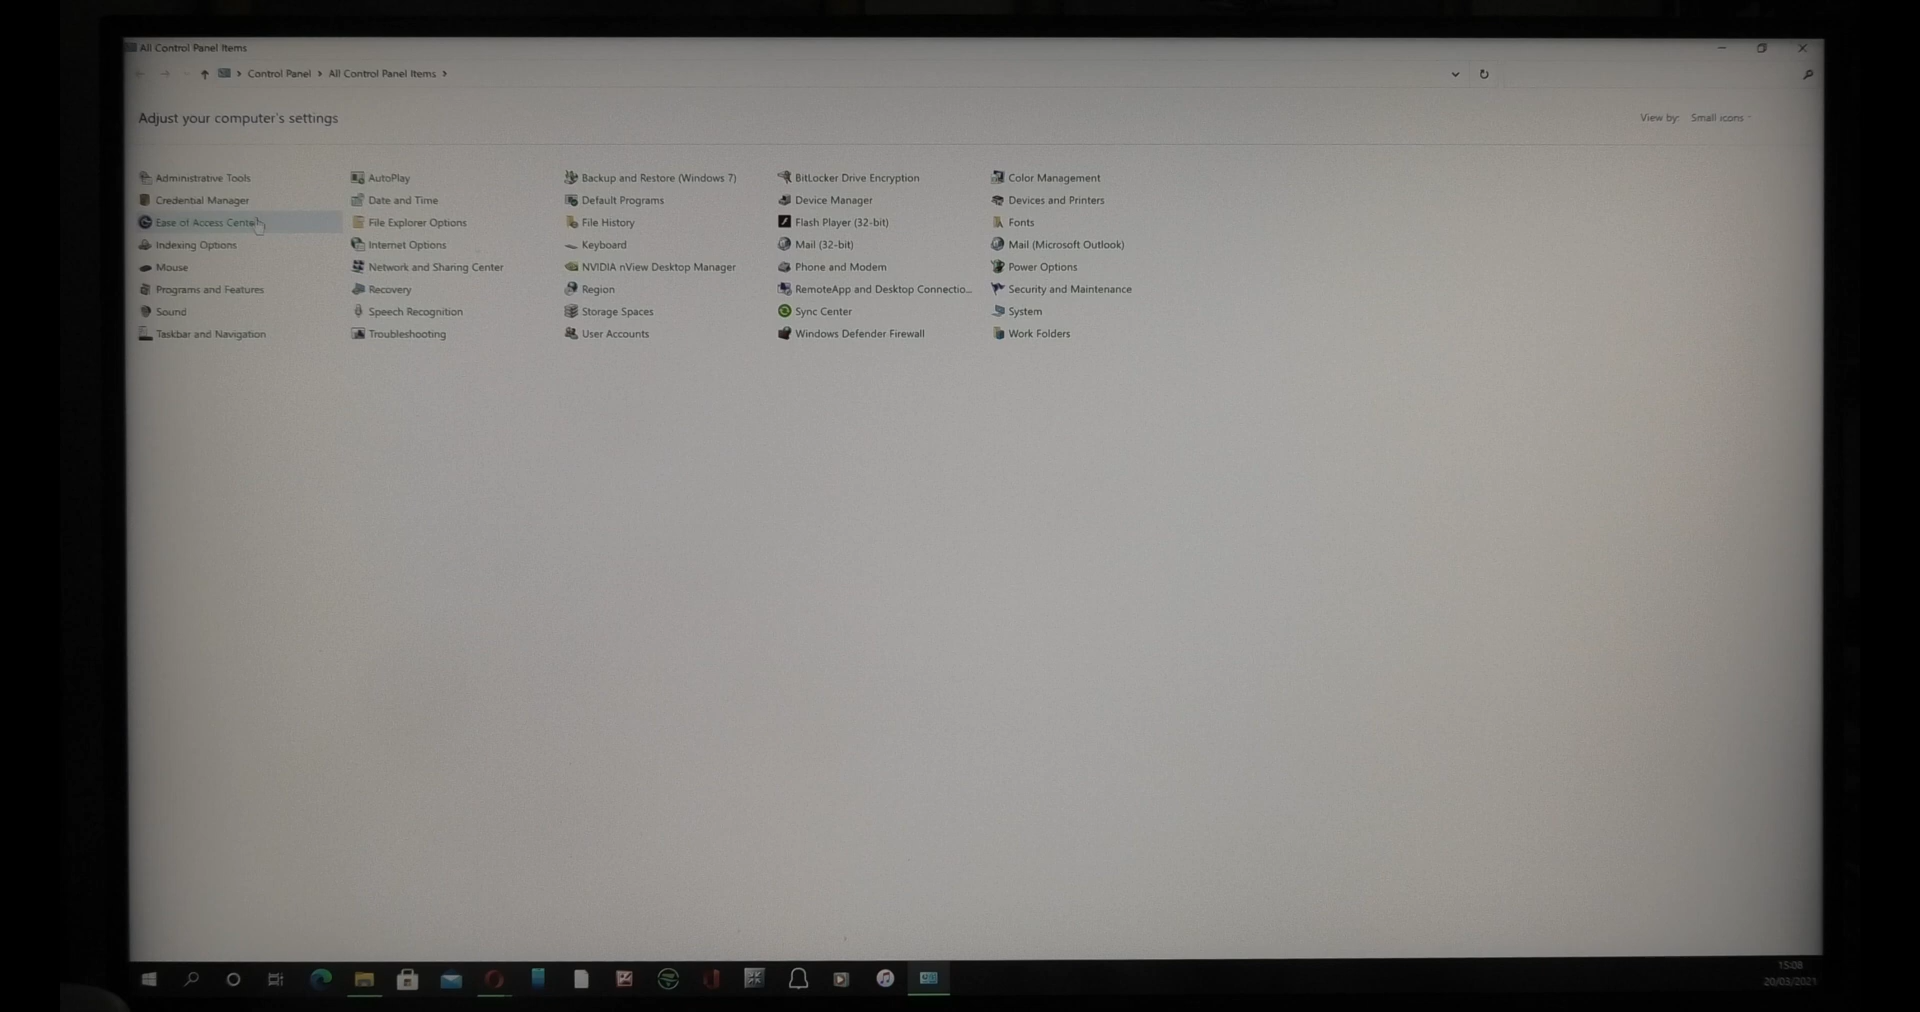 All Control Panel Items
Control Panel > All Control Panel Items >
Adjust your computer's settings
View by: Small icons
Administrative Tools
AutoPlay
Backup and Restore (Windows 7)
BitLocker Drive Encryption
Color Management
Credential Manager
Date and Time
Default Programs
Device Manager
Devices and Printers
Ease of Access Center
File Explorer Options
File History
Flash Player (32-bit)
Fonts
Indexing Options
Internet Options
Keyboard
Mail (32-bit)
Mail (Microsoft Outlook)
Mouse
Network and Sharing Center
NVIDIA nView Desktop Manager
Phone and Modem
Power Options
Programs and Features
Recovery
Region
RemoteApp and Desktop Connectio...
Security and Maintenance
Sound
Speech Recognition
Storage Spaces
Sync Center
System
Taskbar and Navigation
Troubleshooting
User Accounts
Windows Defender Firewall
Work Folders
15:08
20/03/2021